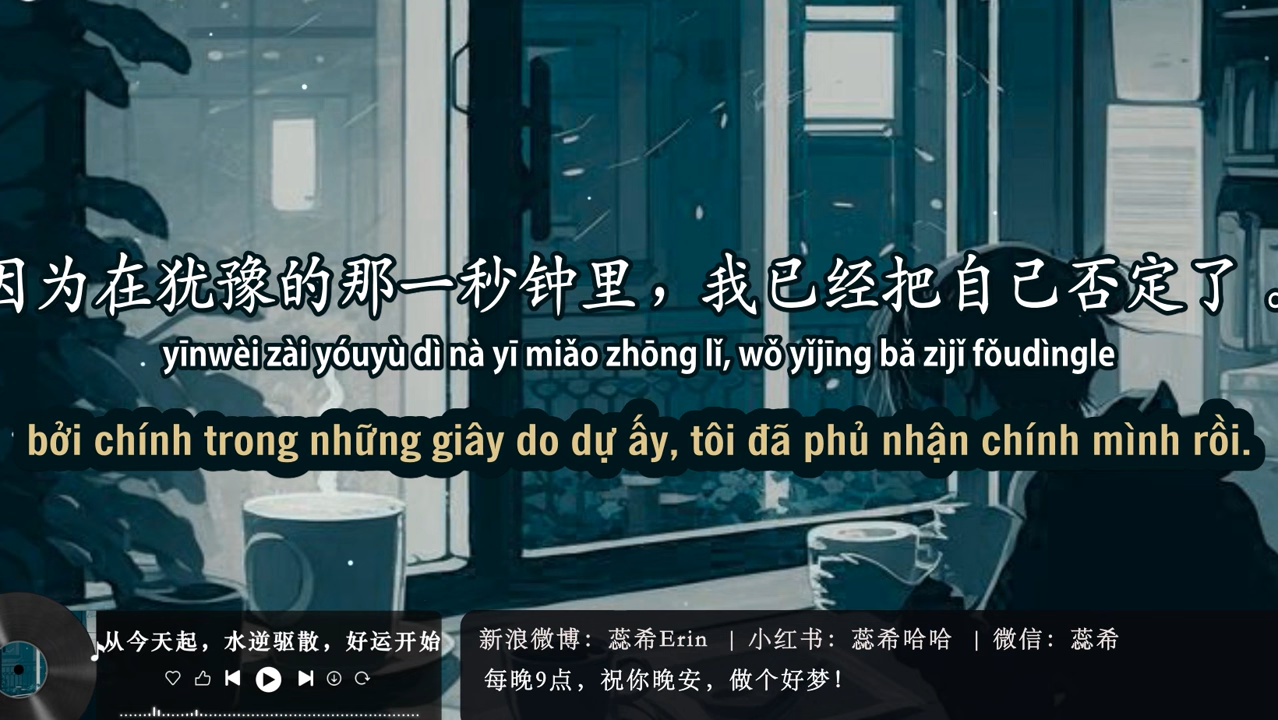 因为在犹豫的那一秒钟里，我已经把自己否定了。
yīnwèi zài yóuyù dì nà yī miǎo zhōng lǐ, wǒ yǐjīng bǎ zìjǐ fǒudìngle
bởi chính trong những giây do dự ấy, tôi đã phủ nhận chính mình rồi.
从今天起，水逆驱散，好运开始
新浪微博：蕊希Erin | 小红书：蕊希哈哈 | 微信：蕊希
每晚9点，祝你晚安，做个好梦！